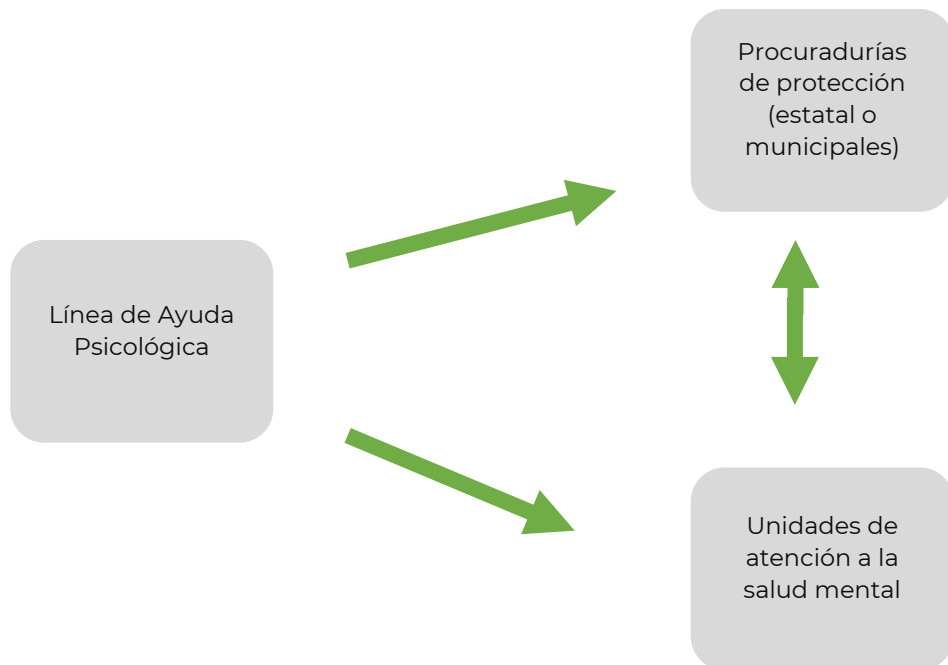 Procuradurías
de protección
(estatal o
municipales)
Línea de Ayuda
Psicológica
Unidades de
atención a la
salud mental